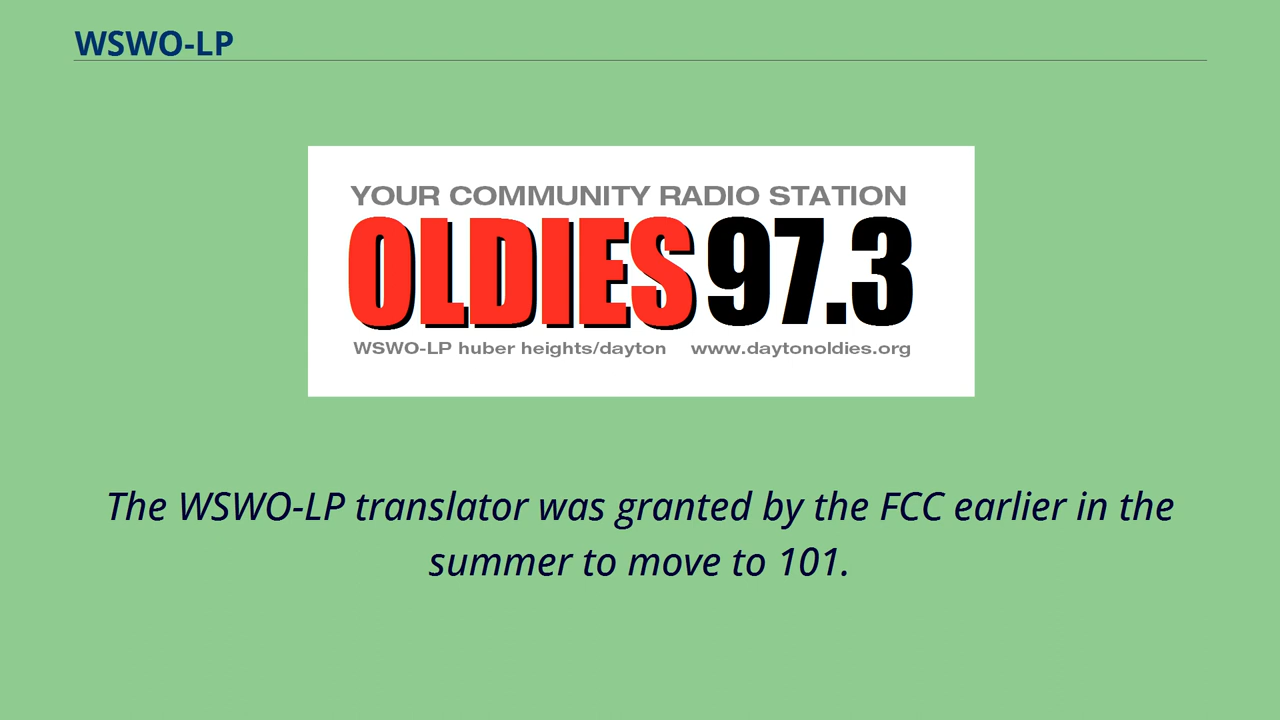 WSWO-LP
YOUR COMMUNITY RADIO STATION
OLDIES 97.3
WSWO-LP huber heights/dayton www.daytonoldies.org
The WSWO-LP translator was granted by the FCC earlier in the
summer to move to 101.